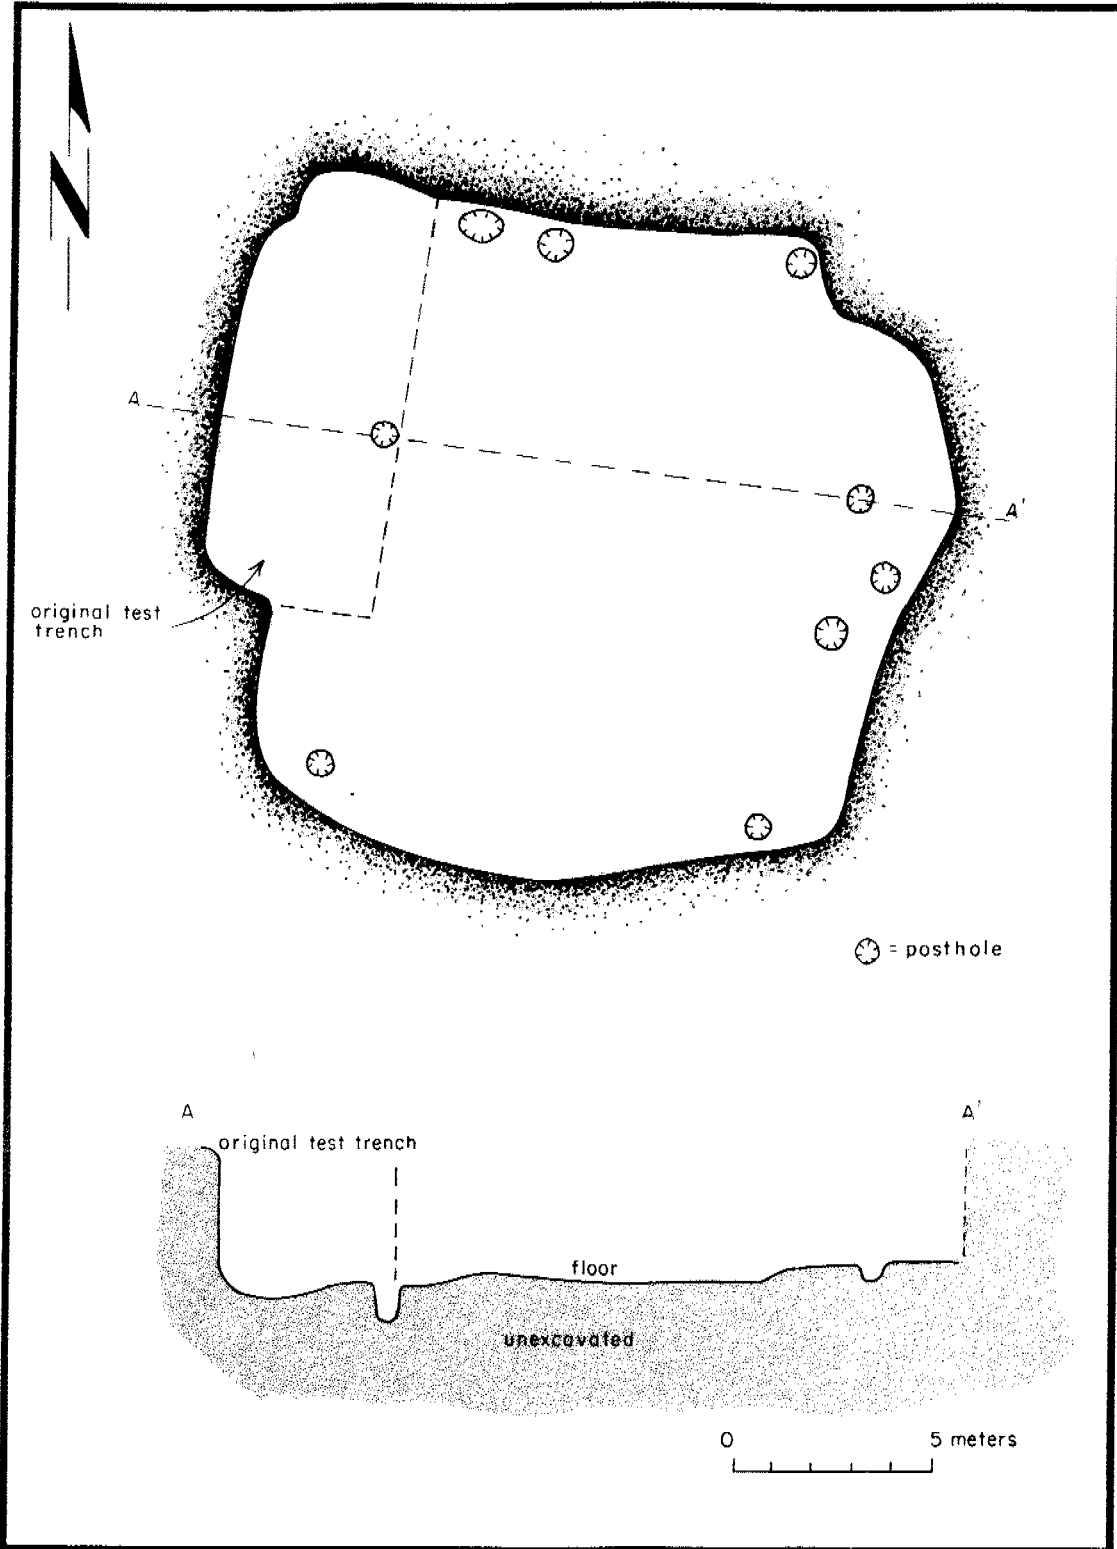 N
A
A'
original test
trench
= posthole
A
A'
original test trench
floor
unexcavated
0 5 meters